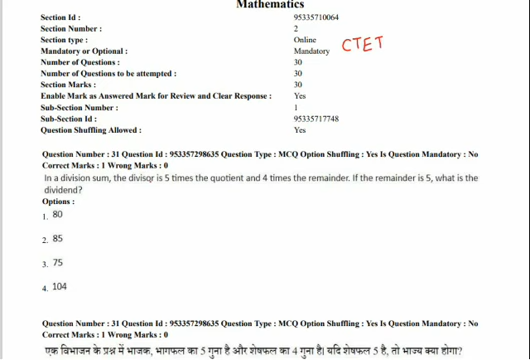 Mathematics
Section Id : 95335710064
Section Number : 2
Section type : Online
Mandatory or Optional : Mandatory
CTET
Number of Questions : 30
Number of Questions to be attempted : 30
Section Marks : 30
Enable Mark as Answered Mark for Review and Clear Response : Yes
Sub-Section Number : 1
Sub-Section Id : 95335717748
Question Shuffling Allowed : Yes
Question Number : 31 Question Id : 953357298635 Question Type : MCQ Option Shuffling : Yes Is Question Mandatory : No
Correct Marks : 1 Wrong Marks : 0
In a division sum, the divisor is 5 times the quotient and 4 times the remainder. If the remainder is 5, what is the
dividend?
Options :
1. 80
2. 85
3. 75
4. 104
Question Number : 31 Question Id : 953357298635 Question Type : MCQ Option Shuffling : Yes Is Question Mandatory : No
Correct Marks : 1 Wrong Marks : 0
एक विभाजन के प्रश्न में भाजक, भागफल का 5 गुना है और शेषफल का 4 गुना है। यदि शेषफल 5 है, तो भाज्य क्या होगा?